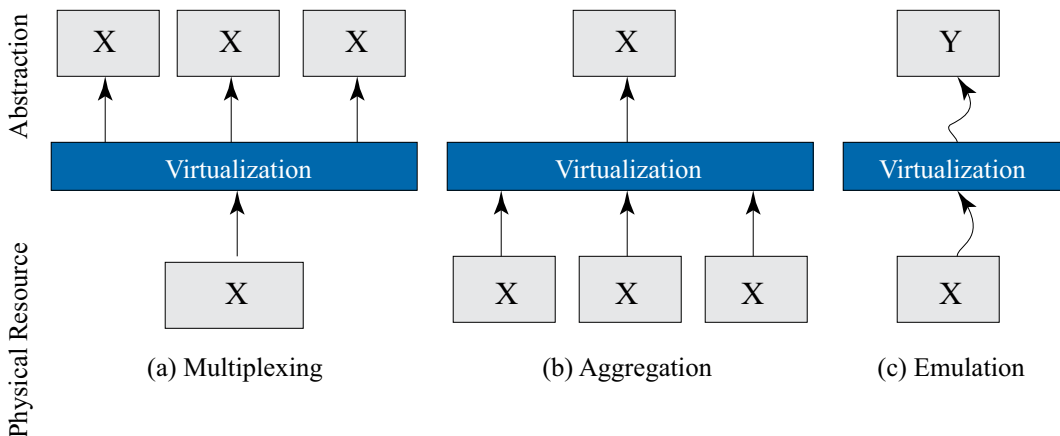 Abstraction
X
X
X
X
Y
Virtualization
Virtualization
Virtualization
Physical Resource
X
X
X
X
X
(a) Multiplexing
(b) Aggregation
(c) Emulation